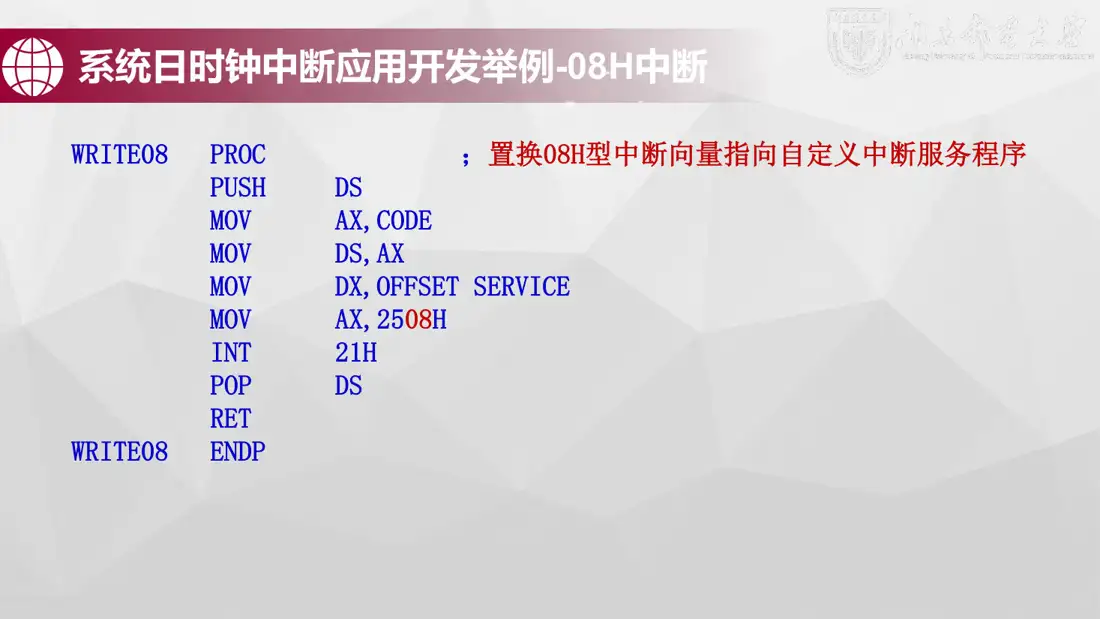 系统日时钟中断应用开发举例-08H中断
WRITE08 PROC ；置换08H型中断向量指向自定义中断服务程序
PUSH DS
MOV AX,CODE
MOV DS,AX
MOV DX,OFFSET SERVICE
MOV AX,2508H
INT 21H
POP DS
RET
WRITE08 ENDP